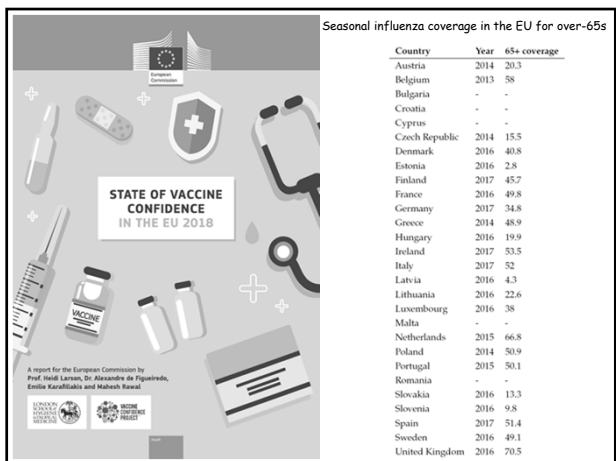 European
Commission
STATE OF VACCINE
CONFIDENCE
IN THE EU 2018
VACCINE
A report for the European Commission by
Prof. Heidi Larson, Dr. Alexandre de Figueiredo,
Emilie Karafillakis and Mahesh Rawal
LONDON
SCHOOL of
HYGIENE
&TROPICAL
MEDICINE
VACCINE
CONFIDENCE
PROJECT
Seasonal influenza coverage in the EU for over-65s
Country Year 65+ coverage
Austria 2014 20.3
Belgium 2013 58
Bulgaria - -
Croatia - -
Cyprus - -
Czech Republic 2014 15.5
Denmark 2016 40.8
Estonia 2016 2.8
Finland 2017 45.7
France 2016 49.8
Germany 2017 34.8
Greece 2014 48.9
Hungary 2016 19.9
Ireland 2017 53.5
Italy 2017 52
Latvia 2016 4.3
Lithuania 2016 22.6
Luxembourg 2016 38
Malta - -
Netherlands 2015 66.8
Poland 2014 50.9
Portugal 2015 50.1
Romania - -
Slovakia 2016 13.3
Slovenia 2016 9.8
Spain 2017 51.4
Sweden 2016 49.1
United Kingdom 2016 70.5